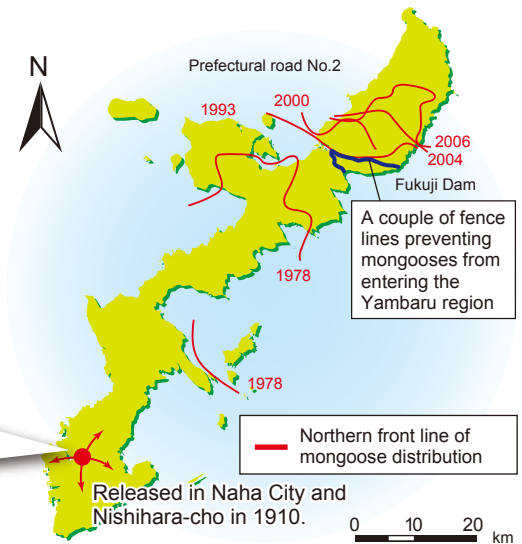 N
Prefectural road No.2
1993
2000
2006
2004
Fukuji Dam
A couple of fence
lines preventing
mongooses from
entering the
Yambaru region
1978
1978
Northern front line of
mongoose distribution
Released in Naha City and
Nishihara-cho in 1910.
0 10 20
km